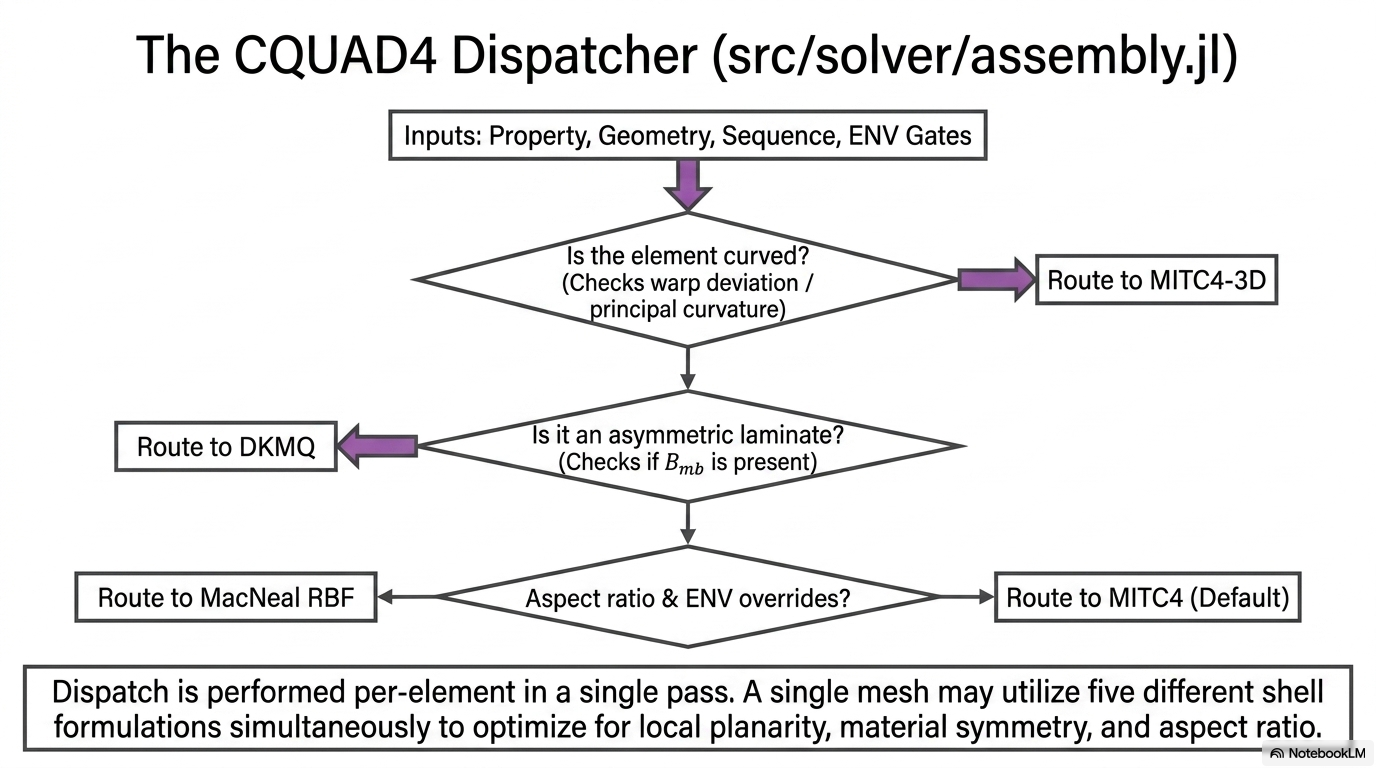 The CQUAD4 Dispatcher (src/solver/assembly.jl)
Inputs: Property, Geometry, Sequence, ENV Gates
Is the element curved?
(Checks warp deviation /
principal curvature)
Route to MITC4-3D
Route to DKMQ
Is it an asymmetric laminate?
(Checks if B_{mb} is present)
Route to MacNeal RBF
Aspect ratio & ENV overrides?
Route to MITC4 (Default)
Dispatch is performed per-element in a single pass. A single mesh may utilize five different shell
formulations simultaneously to optimize for local planarity, material symmetry, and aspect ratio.
NotebookLM